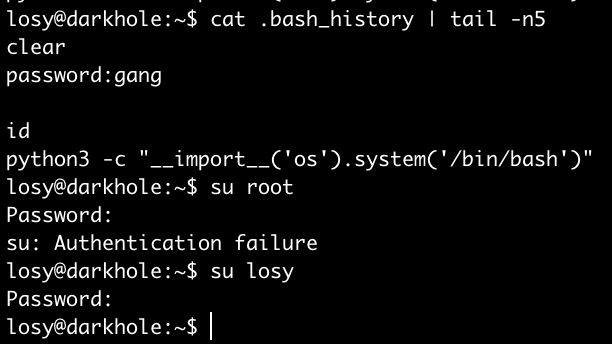 losy@darkhole:~$ cat .bash_history | tail -n5
clear
password:gang
id
python3 -c "__import__('os').system('/bin/bash')"
losy@darkhole:~$ su root
Password:
su: Authentication failure
losy@darkhole:~$ su losy
Password:
losy@darkhole:~$